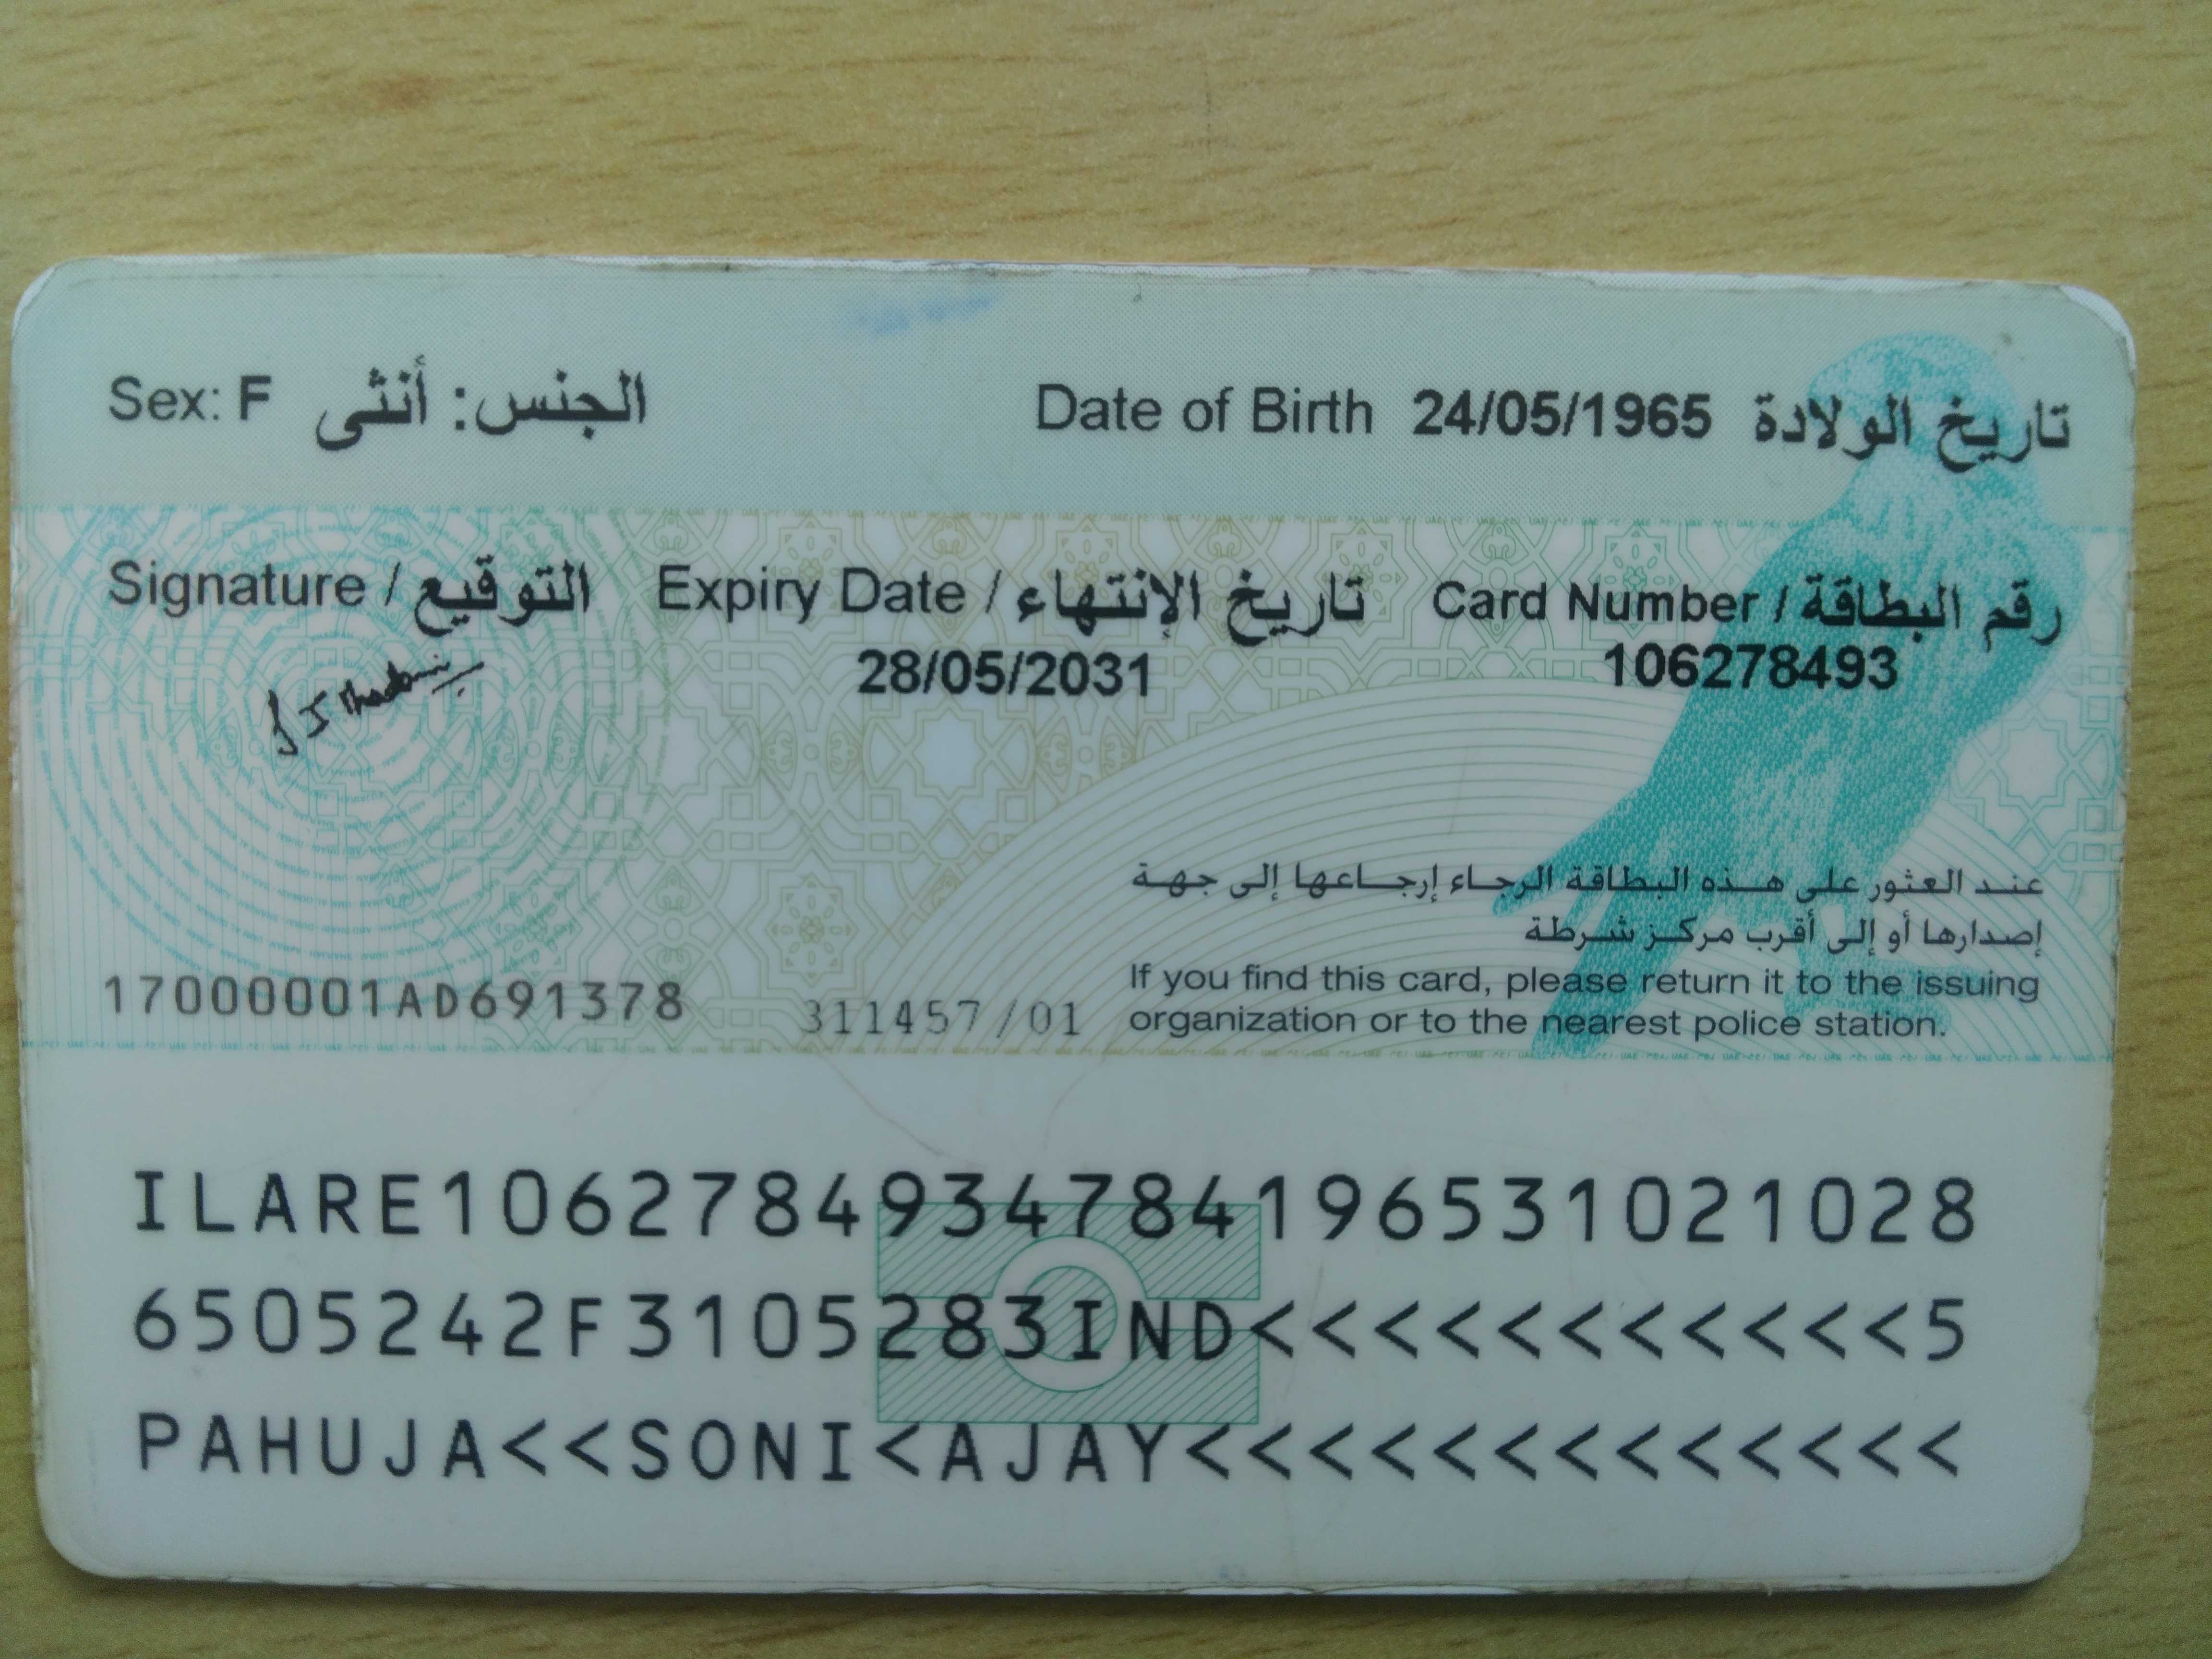 Sex: F الجنس: أنثى
Date of Birth 24/05/1965 تاريخ الولادة
Signature / التوقيع
Expiry Date / تاريخ الإنتهاء
28/05/2031
Card Number / رقم البطاقة
106278493
عند العثور على هذه البطاقة الرجاء إرجاعها إلى جهة
إصدارها أو إلى أقرب مركز شرطة
If you find this card, please return it to the issuing
organization or to the nearest police station.
17000001AD691378
311457/01
ILARE1062784934784196531021028
6505242F3105283IND<<<<<<<<<<<5
PAHUJA<<SONI<AJAY<<<<<<<<<<<<<